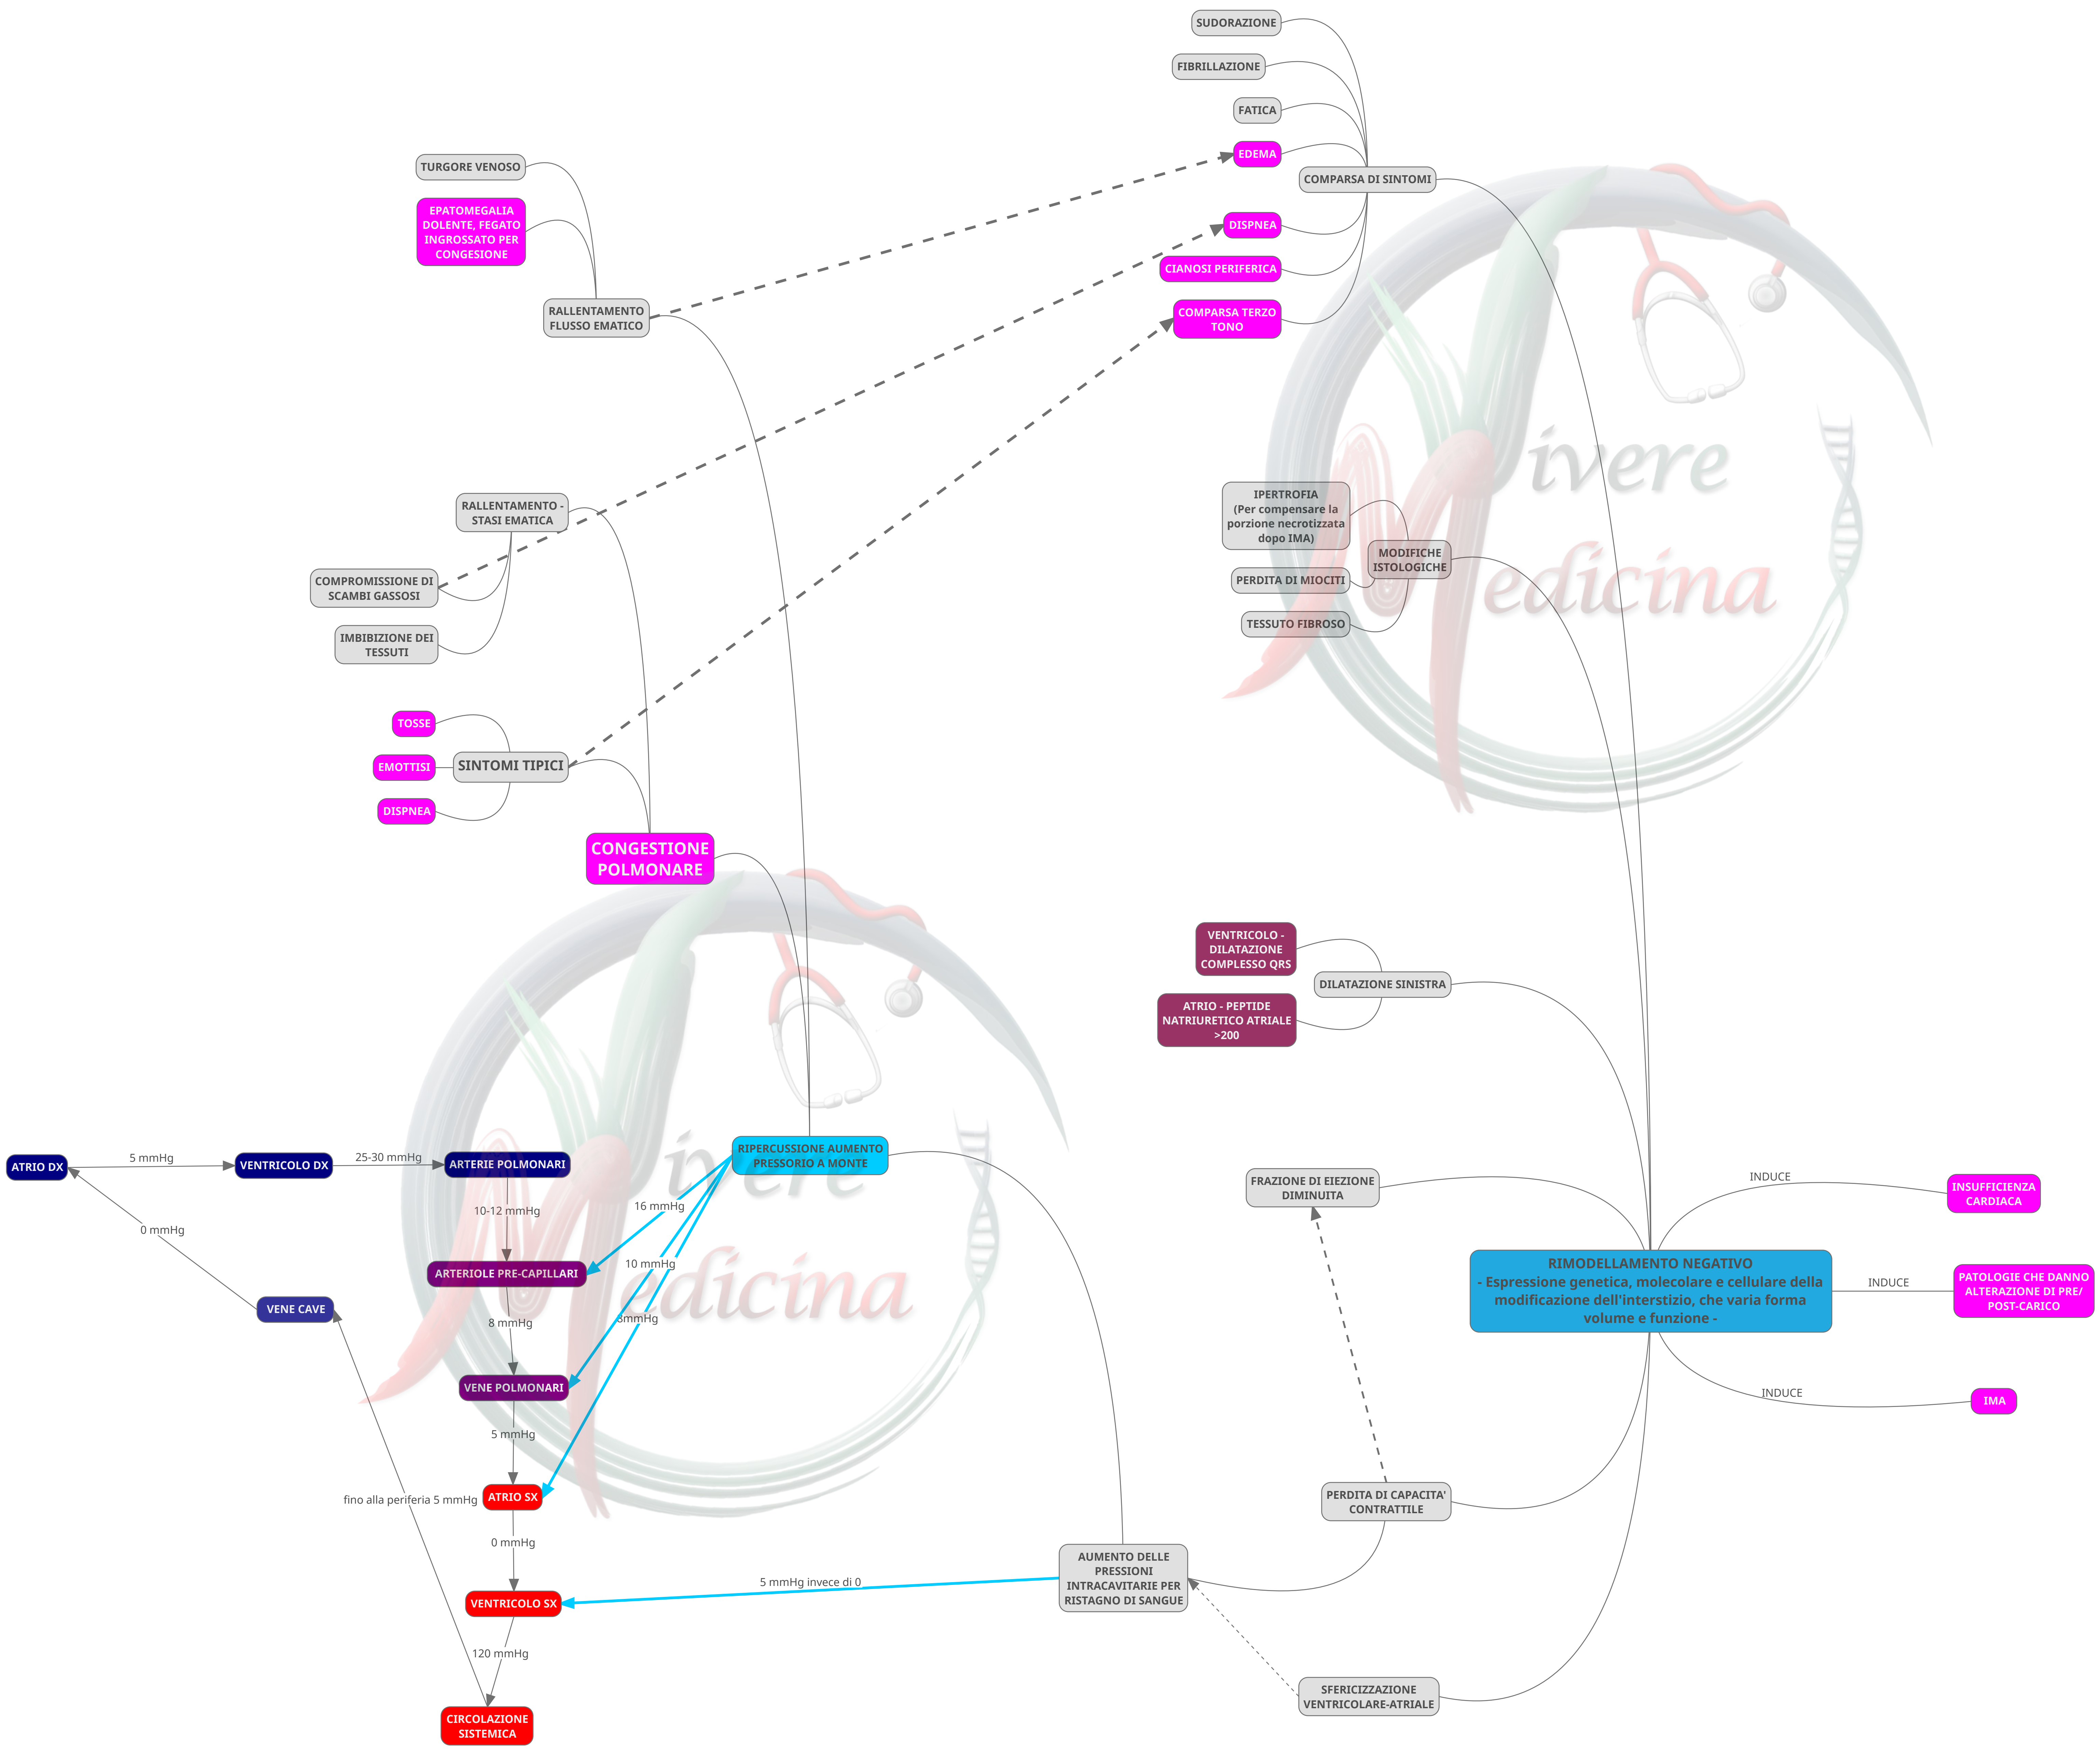 SUDORAZIONE
FIBRILLAZIONE
FATICA
EDEMA
COMPARSA DI SINTOMI
DISPNEA
CIANOSI PERIFERICA
COMPARSA TERZO
TONO
TURGORE VENOSO
EPATOMEGALIA
DOLENTE, FEGATO
INGROSSATO PER
CONGESIONE
RALLENTAMENTO
FLUSSO EMATICO
RALLENTAMENTO -
STASI EMATICA
COMPROMISSIONE DI
SCAMBI GASSOSI
IMBIBIZIONE DEI
TESSUTI
TOSSE
EMOTTISI
DISPNEA
SINTOMI TIPICI
CONGESTIONE
POLMONARE
IPERTROFIA
(Per compensare la
porzione necrotizzata
dopo IMA)
PERDITA DI MIOCITI
TESSUTO FIBROSO
MODIFICHE
ISTOLOGICHE
Vivere
Medicina
VENTRICOLO -
DILATAZIONE
COMPLESSO QRS
ATRIO - PEPTIDE
NATRIURETICO ATRIALE
>200
DILATAZIONE SINISTRA
RIPERCUSSIONE AUMENTO
PRESSORIO A MONTE
Vivere
Medicina
ATRIO DX
5 mmHg
VENTRICOLO DX
25-30 mmHg
ARTERIE POLMONARI
10-12 mmHg
16 mmHg
0 mmHg
ARTERIOLE PRE-CAPILLARI
10 mmHg
VENE CAVE
8 mmHg
8mmHg
VENE POLMONARI
5 mmHg
ATRIO SX
fino alla periferia 5 mmHg
0 mmHg
VENTRICOLO SX
5 mmHg invece di 0
120 mmHg
CIRCOLAZIONE
SISTEMICA
AUMENTO DELLE
PRESSIONI
INTRACAVITARIE PER
RISTAGNO DI SANGUE
FRAZIONE DI EIEZIONE
DIMINUITA
PERDITA DI CAPACITA'
CONTRATTILE
SFERICIZZAZIONE
VENTRICOLARE-ATRIALE
RIMODELLAMENTO NEGATIVO
- Espressione genetica, molecolare e cellulare della
modificazione dell'interstizio, che varia forma
volume e funzione -
INDUCE
INSUFFICIENZA
CARDIACA
INDUCE
PATOLOGIE CHE DANNO
ALTERAZIONE DI PRE/
POST-CARICO
INDUCE
IMA